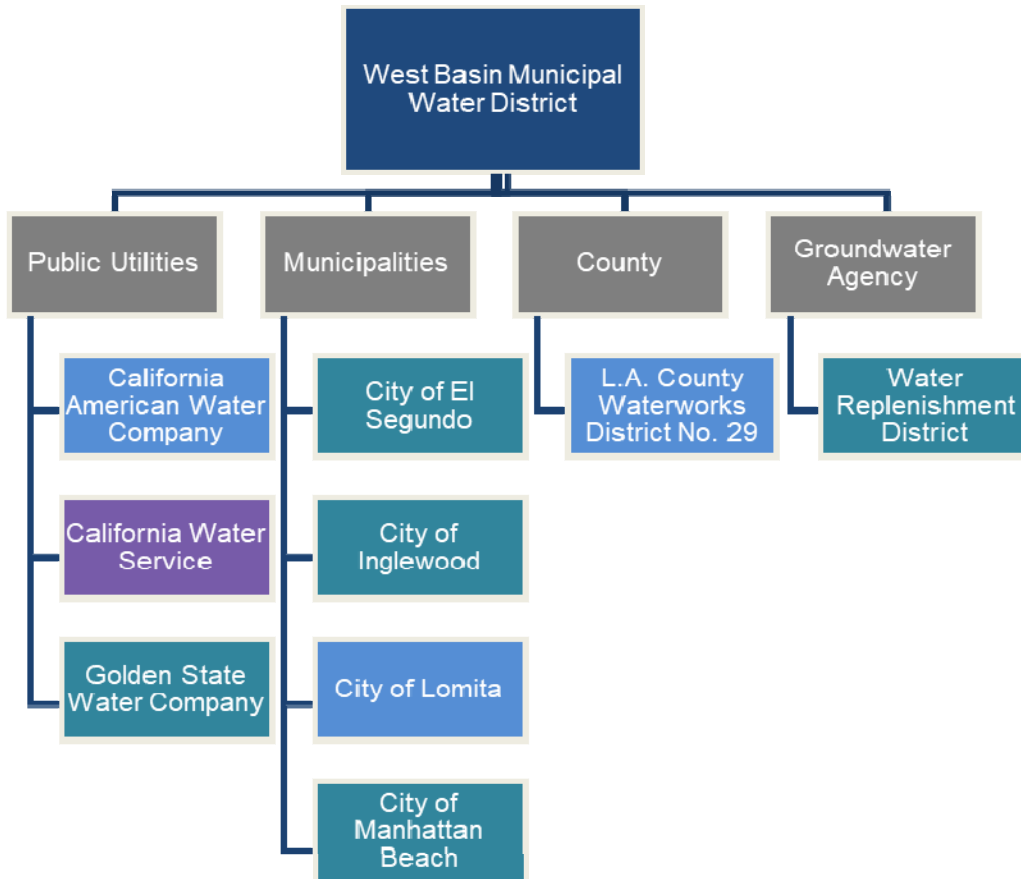 West Basin Municipal
Water District
Public Utilities
Municipalities
County
Groundwater
Agency
California
American Water
Company
City of El
Segundo
L.A. County
Waterworks
District No. 29
Water
Replenishment
District
California Water
Service
City of
Inglewood
Golden State
Water Company
City of Lomita
City of
Manhattan
Beach